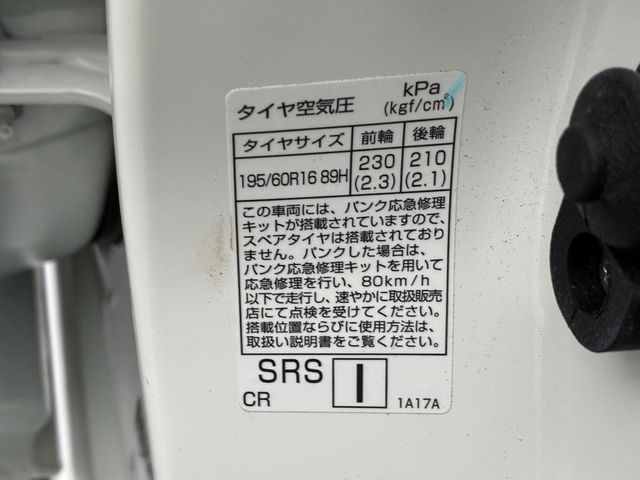 タイヤ空気圧 kPa (kgf/cm²)
タイヤサイズ 前輪 後輪
195/60R16 89H 230 (2.3) 210 (2.1)
この車両には、パンク応急修理
キットが搭載されていますので、
スペアタイヤは搭載されており
ません。パンクした場合は、
パンク応急修理キットを用いて
応急修理を行い、80km/h
以下で走行し、速やかに取扱販売
店にて点検を受けてください。
搭載位置ならびに使用方法は、
取扱い説明書をご覧ください。
SRS I
CR 1A17A